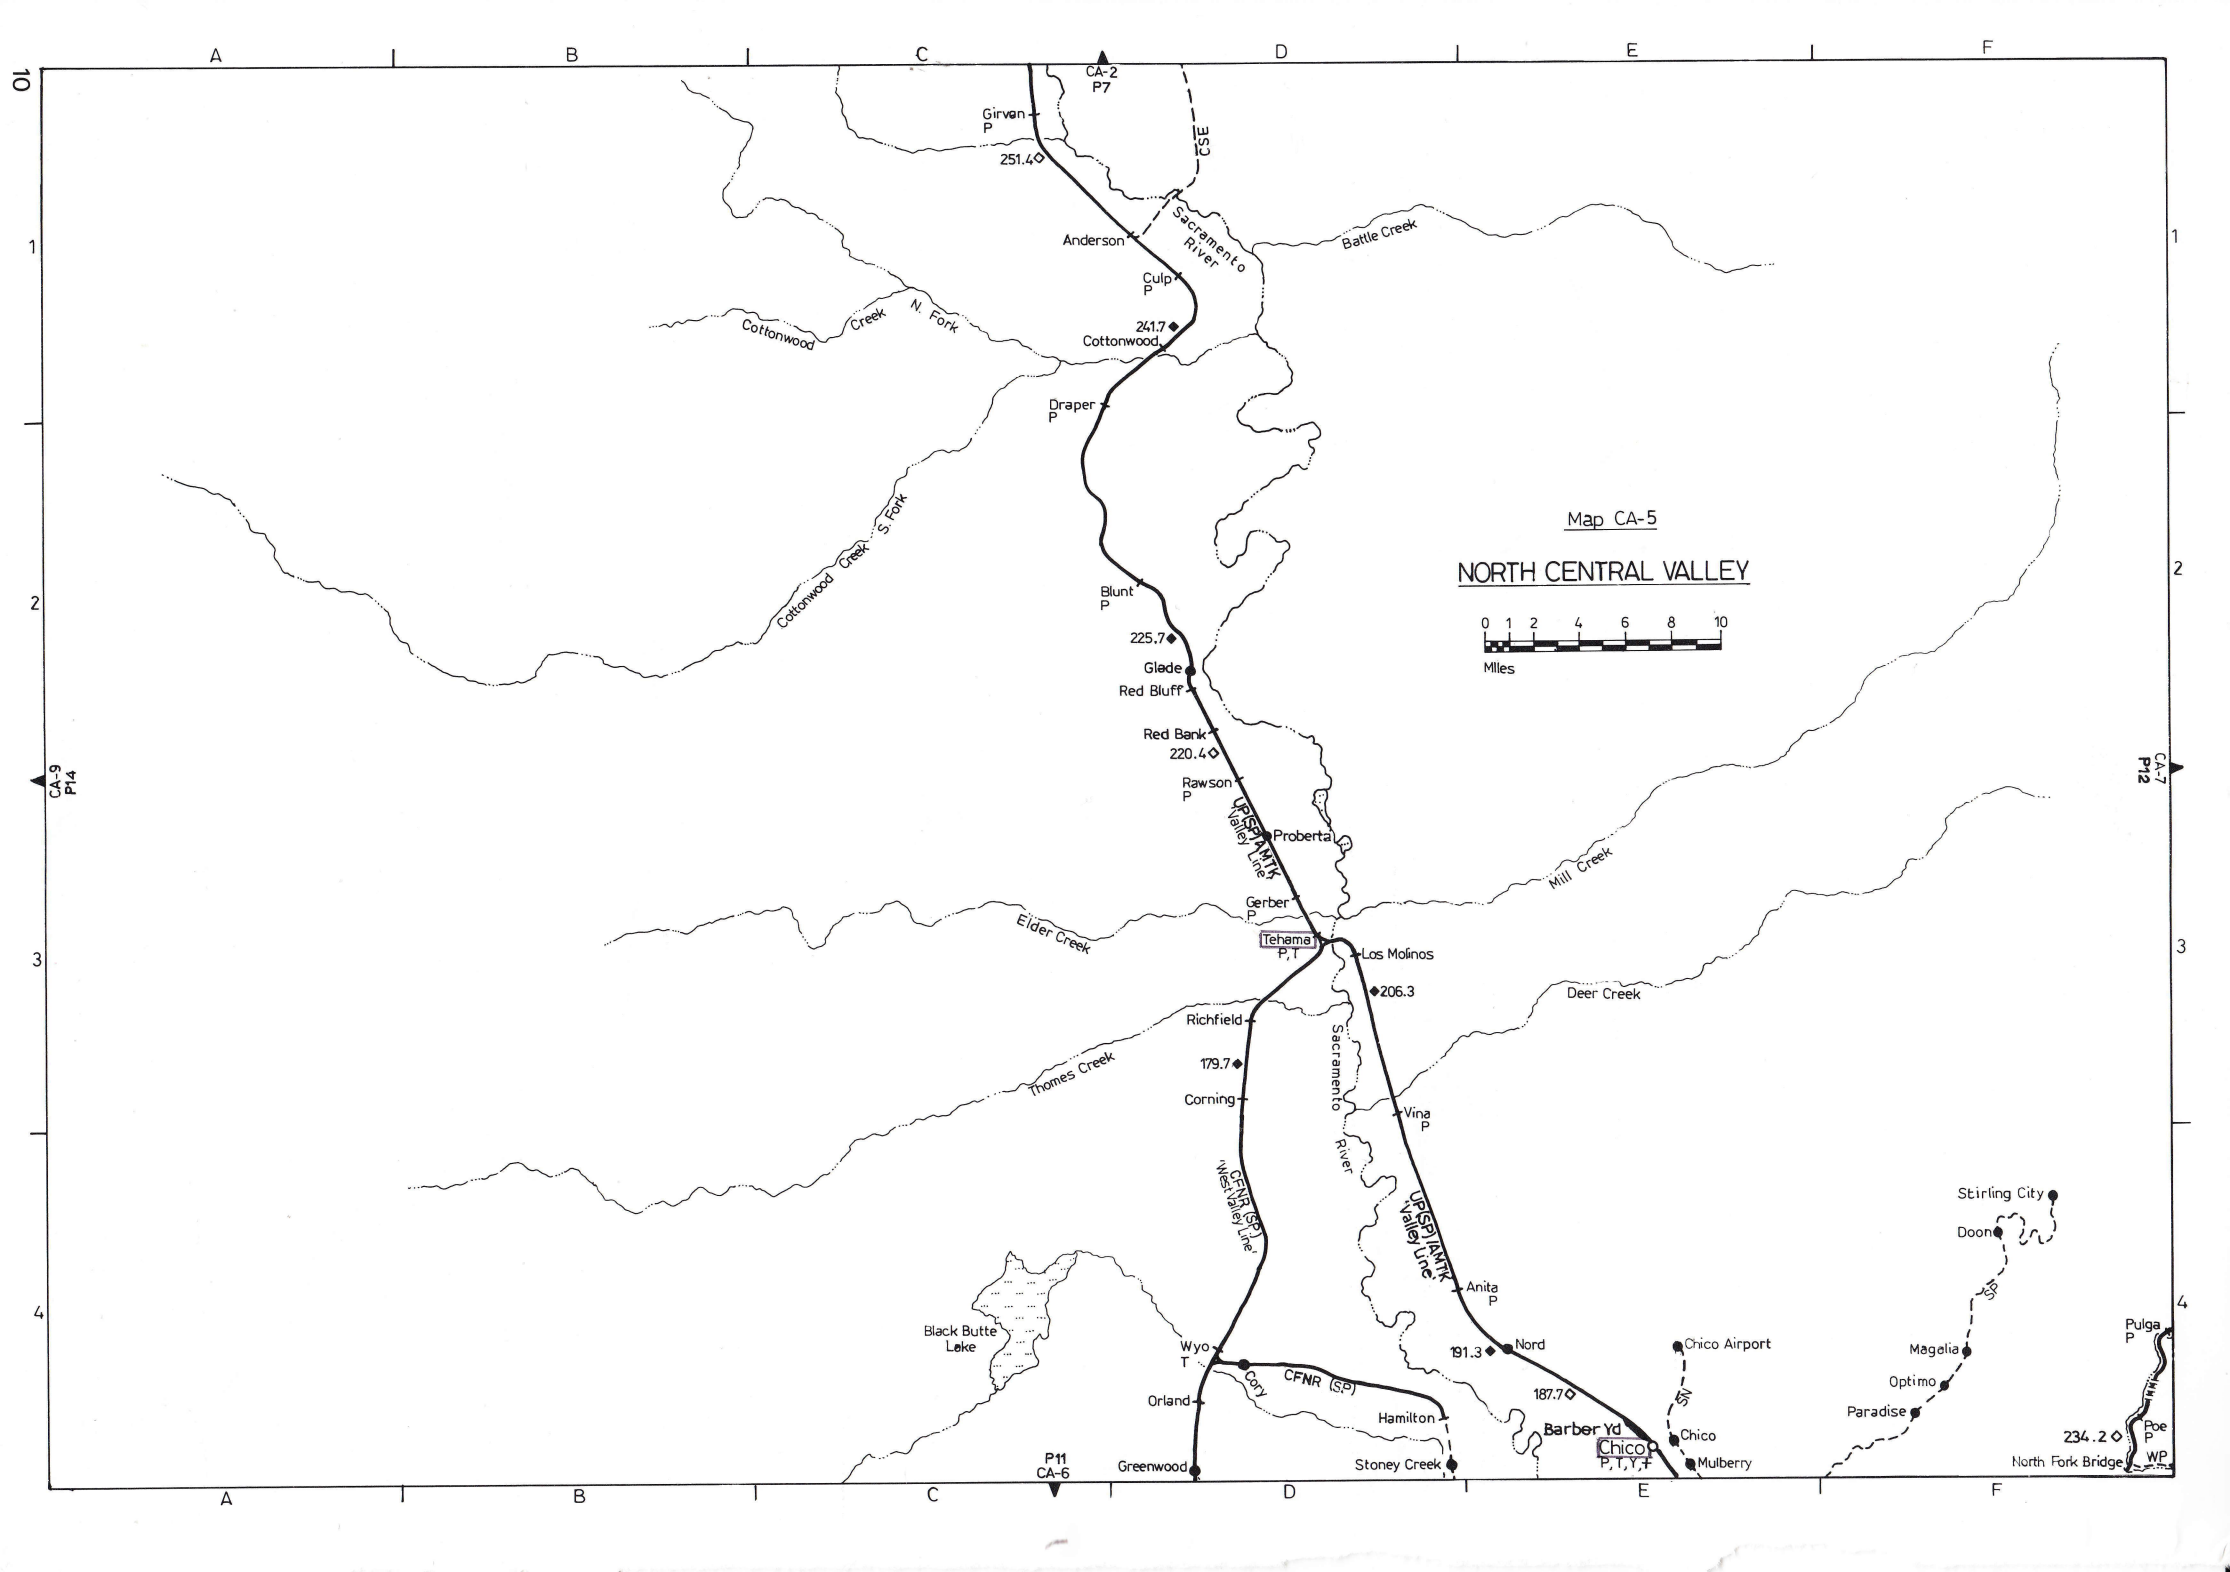 A B C D E F
10
CA-2
P7
Girvan
P
CSE
251.4
Sacramento
River
Anderson
Battle Creek
1
1
Culp
P
N. Fork
Cottonwood Creek
241.7
Cottonwood
Draper
P
Cottonwood Creek S. Fork
Map CA-5
NORTH CENTRAL VALLEY
0 1 2 4 6 8 10
MIles
2
2
Blunt
P
225.7
Glade
Red Bluff
Red Bank
220.4
Rawson
P
CA-9
P14
CA-7
P12
UP(SP)/AMTK
'Valley Line'
Proberta
Mill Creek
Gerber
P
Elder Creek
Tehama
P,T
Los Molinos
3
3
206.3
Deer Creek
Richfield
Sacramento
River
179.7
Thomes Creek
Corning
Vina
P
CFNR (SP)
'West Valley Line'
UP(SP)/AMTK
'Valley Line'
Stirling City
Doon
SP
Anita
P
4
4
Black Butte
Lake
Wyo
T
Nord
191.3
Chico Airport
Magalia
Pulga
P
Cory
CFNR (SP)
187.7
SN
Optimo
Orland
Hamilton
Paradise
Barber Yd
Chico
P,T,Y,+
Chico
Poe
P
234.2
Greenwood
Stoney Creek
Mulberry
North Fork Bridge
WP
P11
CA-6
A B C D E F